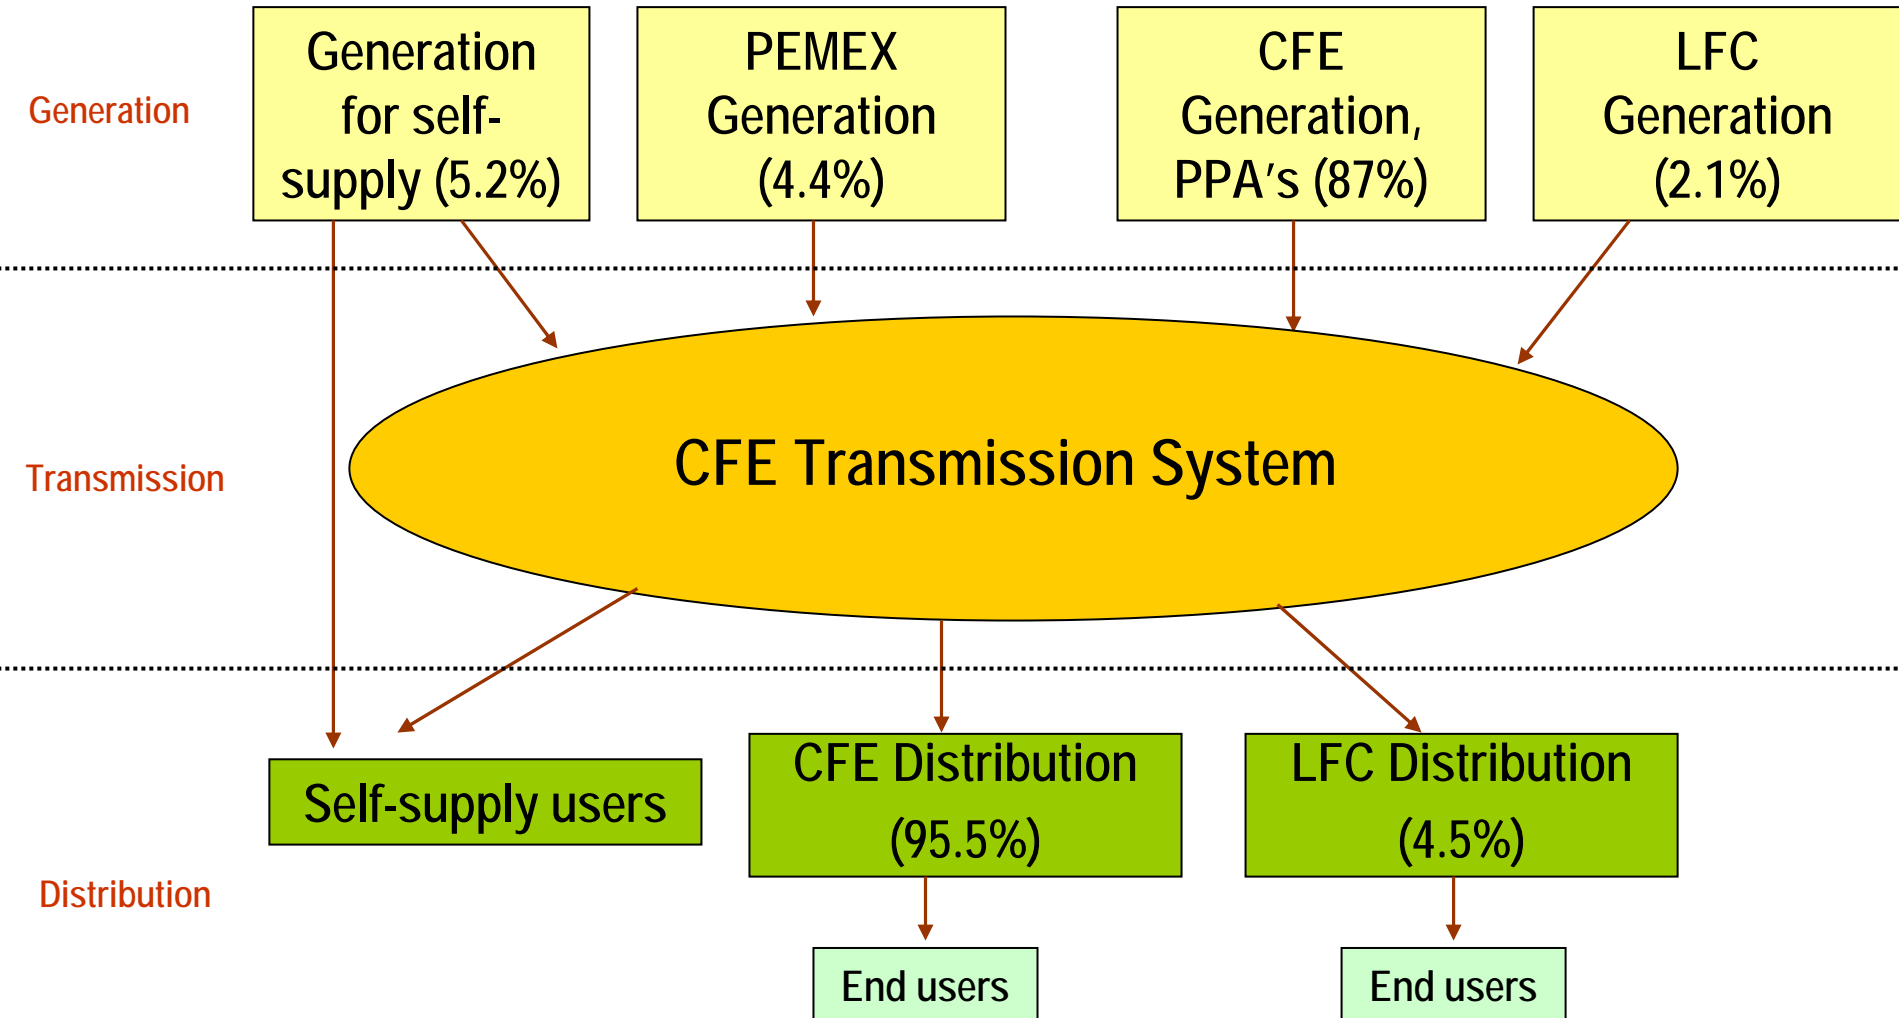 Generation
Generation
for self-
supply (5.2%)
PEMEX
Generation
(4.4%)
CFE
Generation,
PPA's (87%)
LFC
Generation
(2.1%)
Transmission
CFE Transmission System
Distribution
Self-supply users
CFE Distribution
(95.5%)
LFC Distribution
(4.5%)
End users
End users